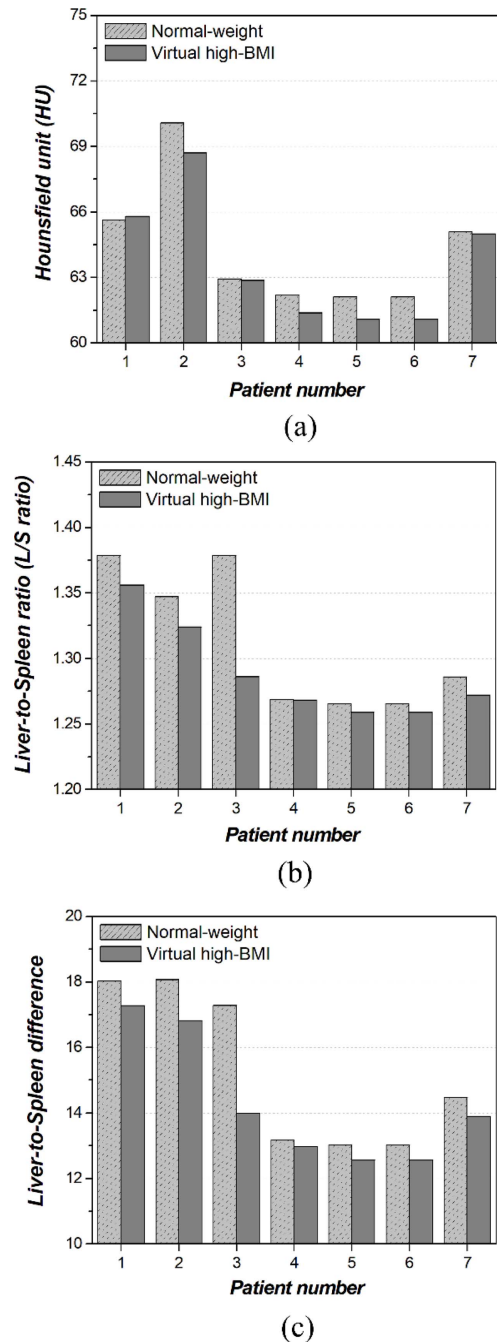 75
Normal-weight
Virtual high-BMI
72
69
66
63
60
Hounsfield unit (HU)
1 2 3 4 5 6 7
Patient number
(a)
1.45
Normal-weight
Virtual high-BMI
1.40
1.35
1.30
1.25
1.20
Liver-to-Spleen ratio (L/S ratio)
1 2 3 4 5 6 7
Patient number
(b)
20
Normal-weight
Virtual high-BMI
18
16
14
12
10
Liver-to-Spleen difference
1 2 3 4 5 6 7
Patient number
(c)